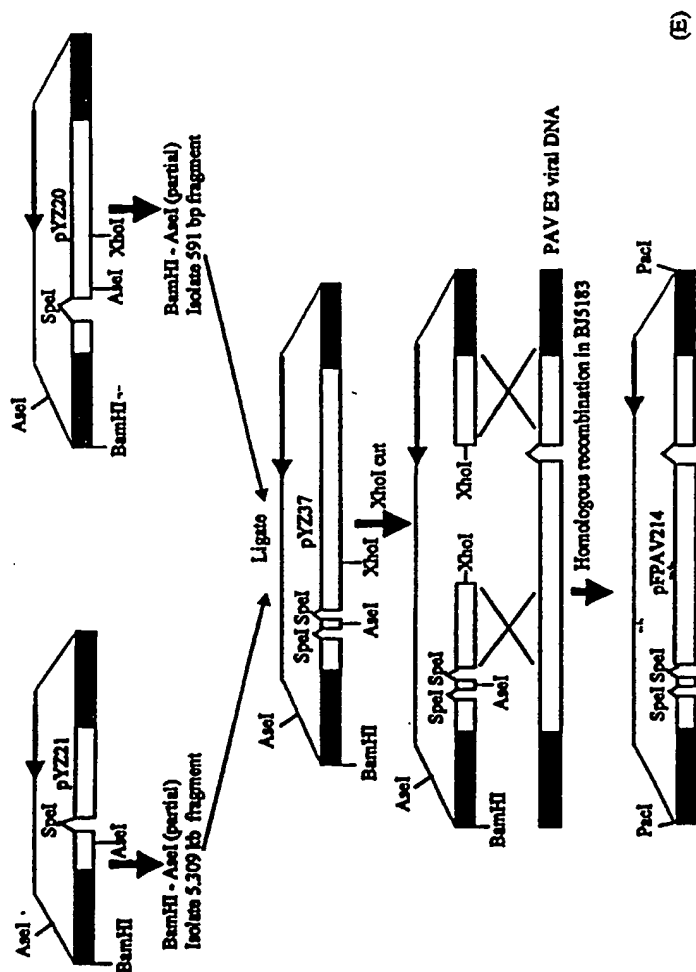 AseI
SpeI
pYZ21
AseI
BamHI
BamHI - AseI (partial)
Isolate 5.309 kb fragment
AseI
SpeI
pYZ20
AseI
XhoI
BamHI
BamHI - AseI (partial)
Isolate 591 bp fragment
Ligate
AseI
SpeI SpeI
pYZ37
AseI
XhoI
BamHI
XhoI cut
AseI
SpeI SpeI
XhoI
XhoI
AseI
BamHI
PAV E3 viral DNA
Homologous recombination in BJ5183
PacI
SpeI SpeI
pFPAV214
PacI
(E)